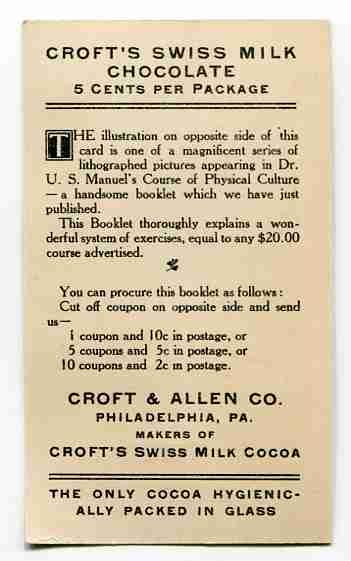 CROFT'S SWISS MILK
CHOCOLATE
5 CENTS PER PACKAGE
THE illustration on opposite side of this
card is one of a magnificent series of
lithographed pictures appearing in Dr.
U. S. Manuel's Course of Physical Culture
—a handsome booklet which we have just
published.
This Booklet thoroughly explains a won-
derful system of exercises, equal to any $20.00
course advertised.
You can procure this booklet as follows:
Cut off coupon on opposite side and send
us—
1 coupon and 10c in postage, or
5 coupons and 5c in postage, or
10 coupons and 2c in postage.
CROFT & ALLEN CO.
PHILADELPHIA, PA.
MAKERS OF
CROFT'S SWISS MILK COCOA
THE ONLY COCOA HYGIENIC-
ALLY PACKED IN GLASS